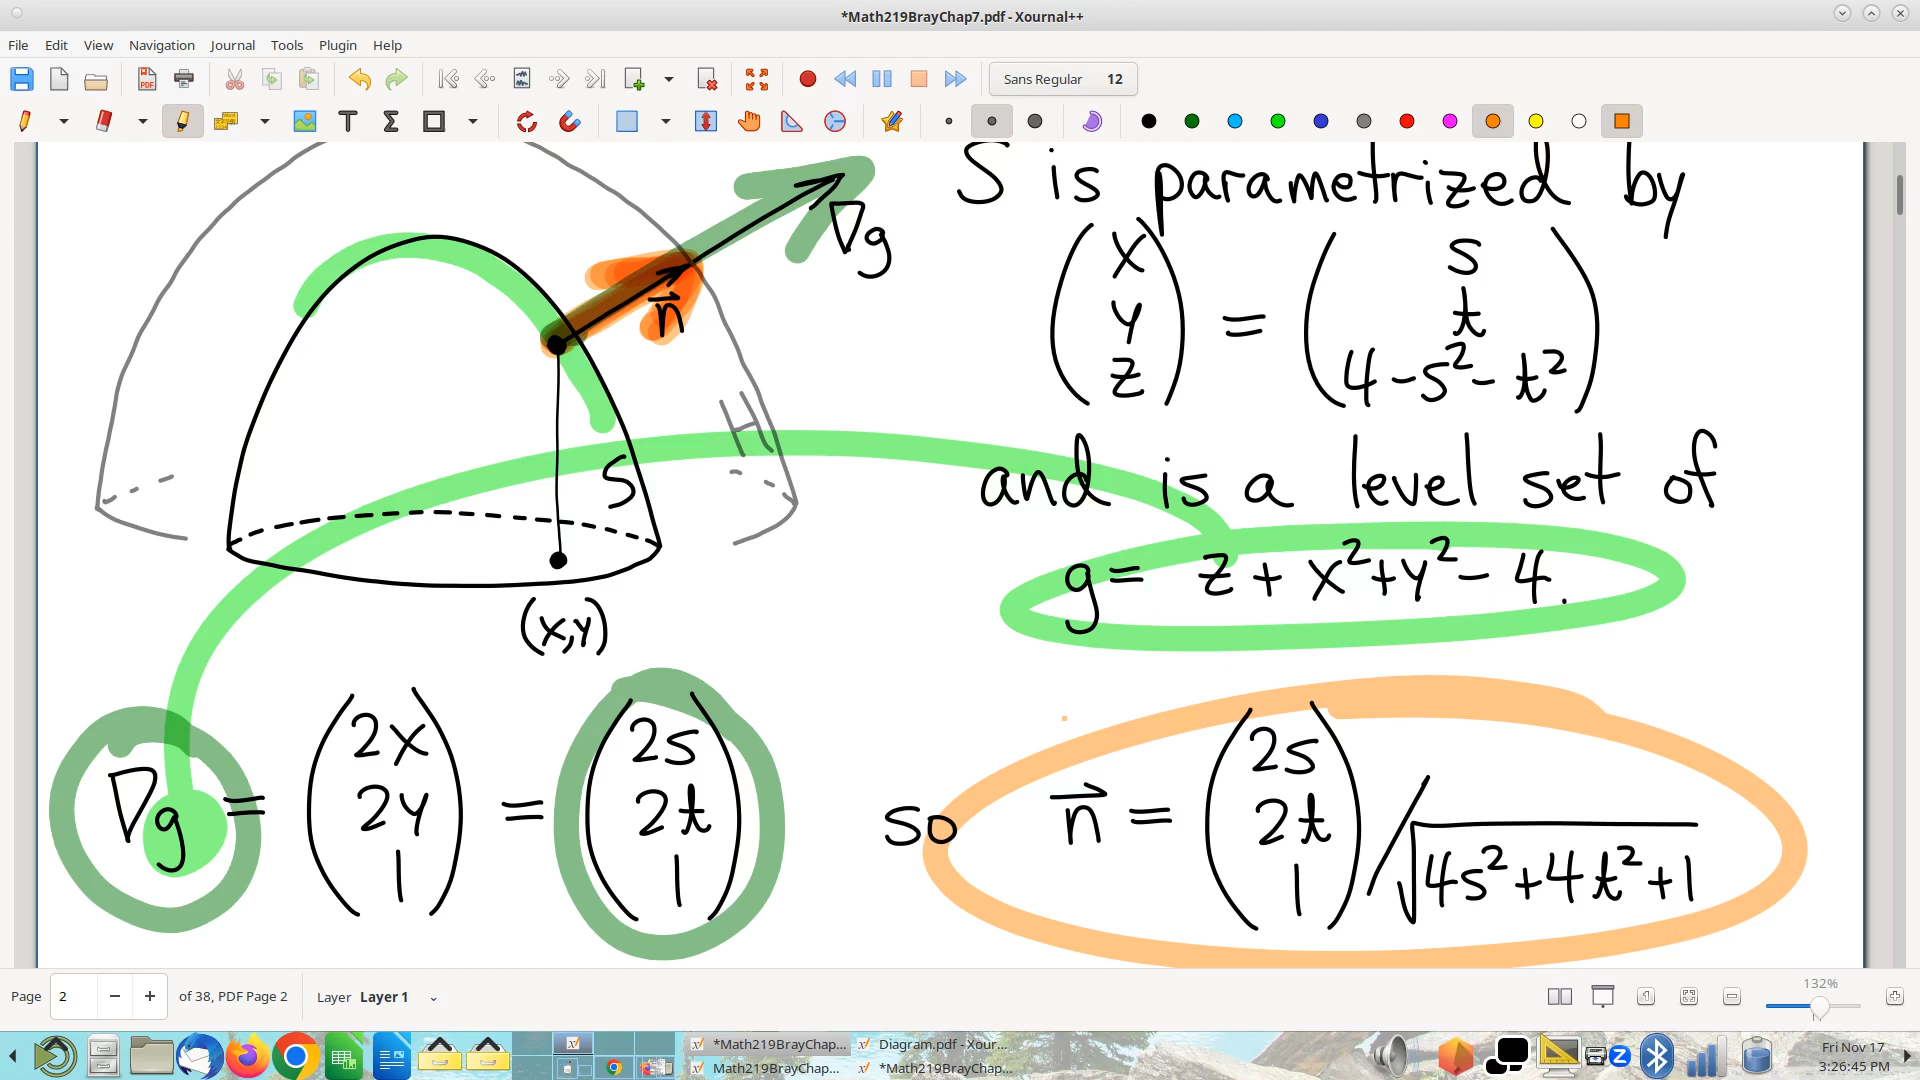 *Math219BrayChap7.pdf - Xournal++
File Edit View Navigation Journal Tools Plugin Help
Sans Regular 12
S is parametrized by
∇g
n⃗
(x y z) = (s t 4-s²-t²)
H
S
and is a level set of
g = z + x²+y²- 4.
(x,y)
∇g = (2x 2y 1) = (2s 2t 1) so n⃗ = (2s 2t 1) / √4s²+4t²+1
Page 2 of 38, PDF Page 2 Layer Layer 1
132%
*Math219BrayChap... Diagram.pdf - Xour...
Math219BrayChap... *Math219BrayChap...
Fri Nov 17
3:26:45 PM